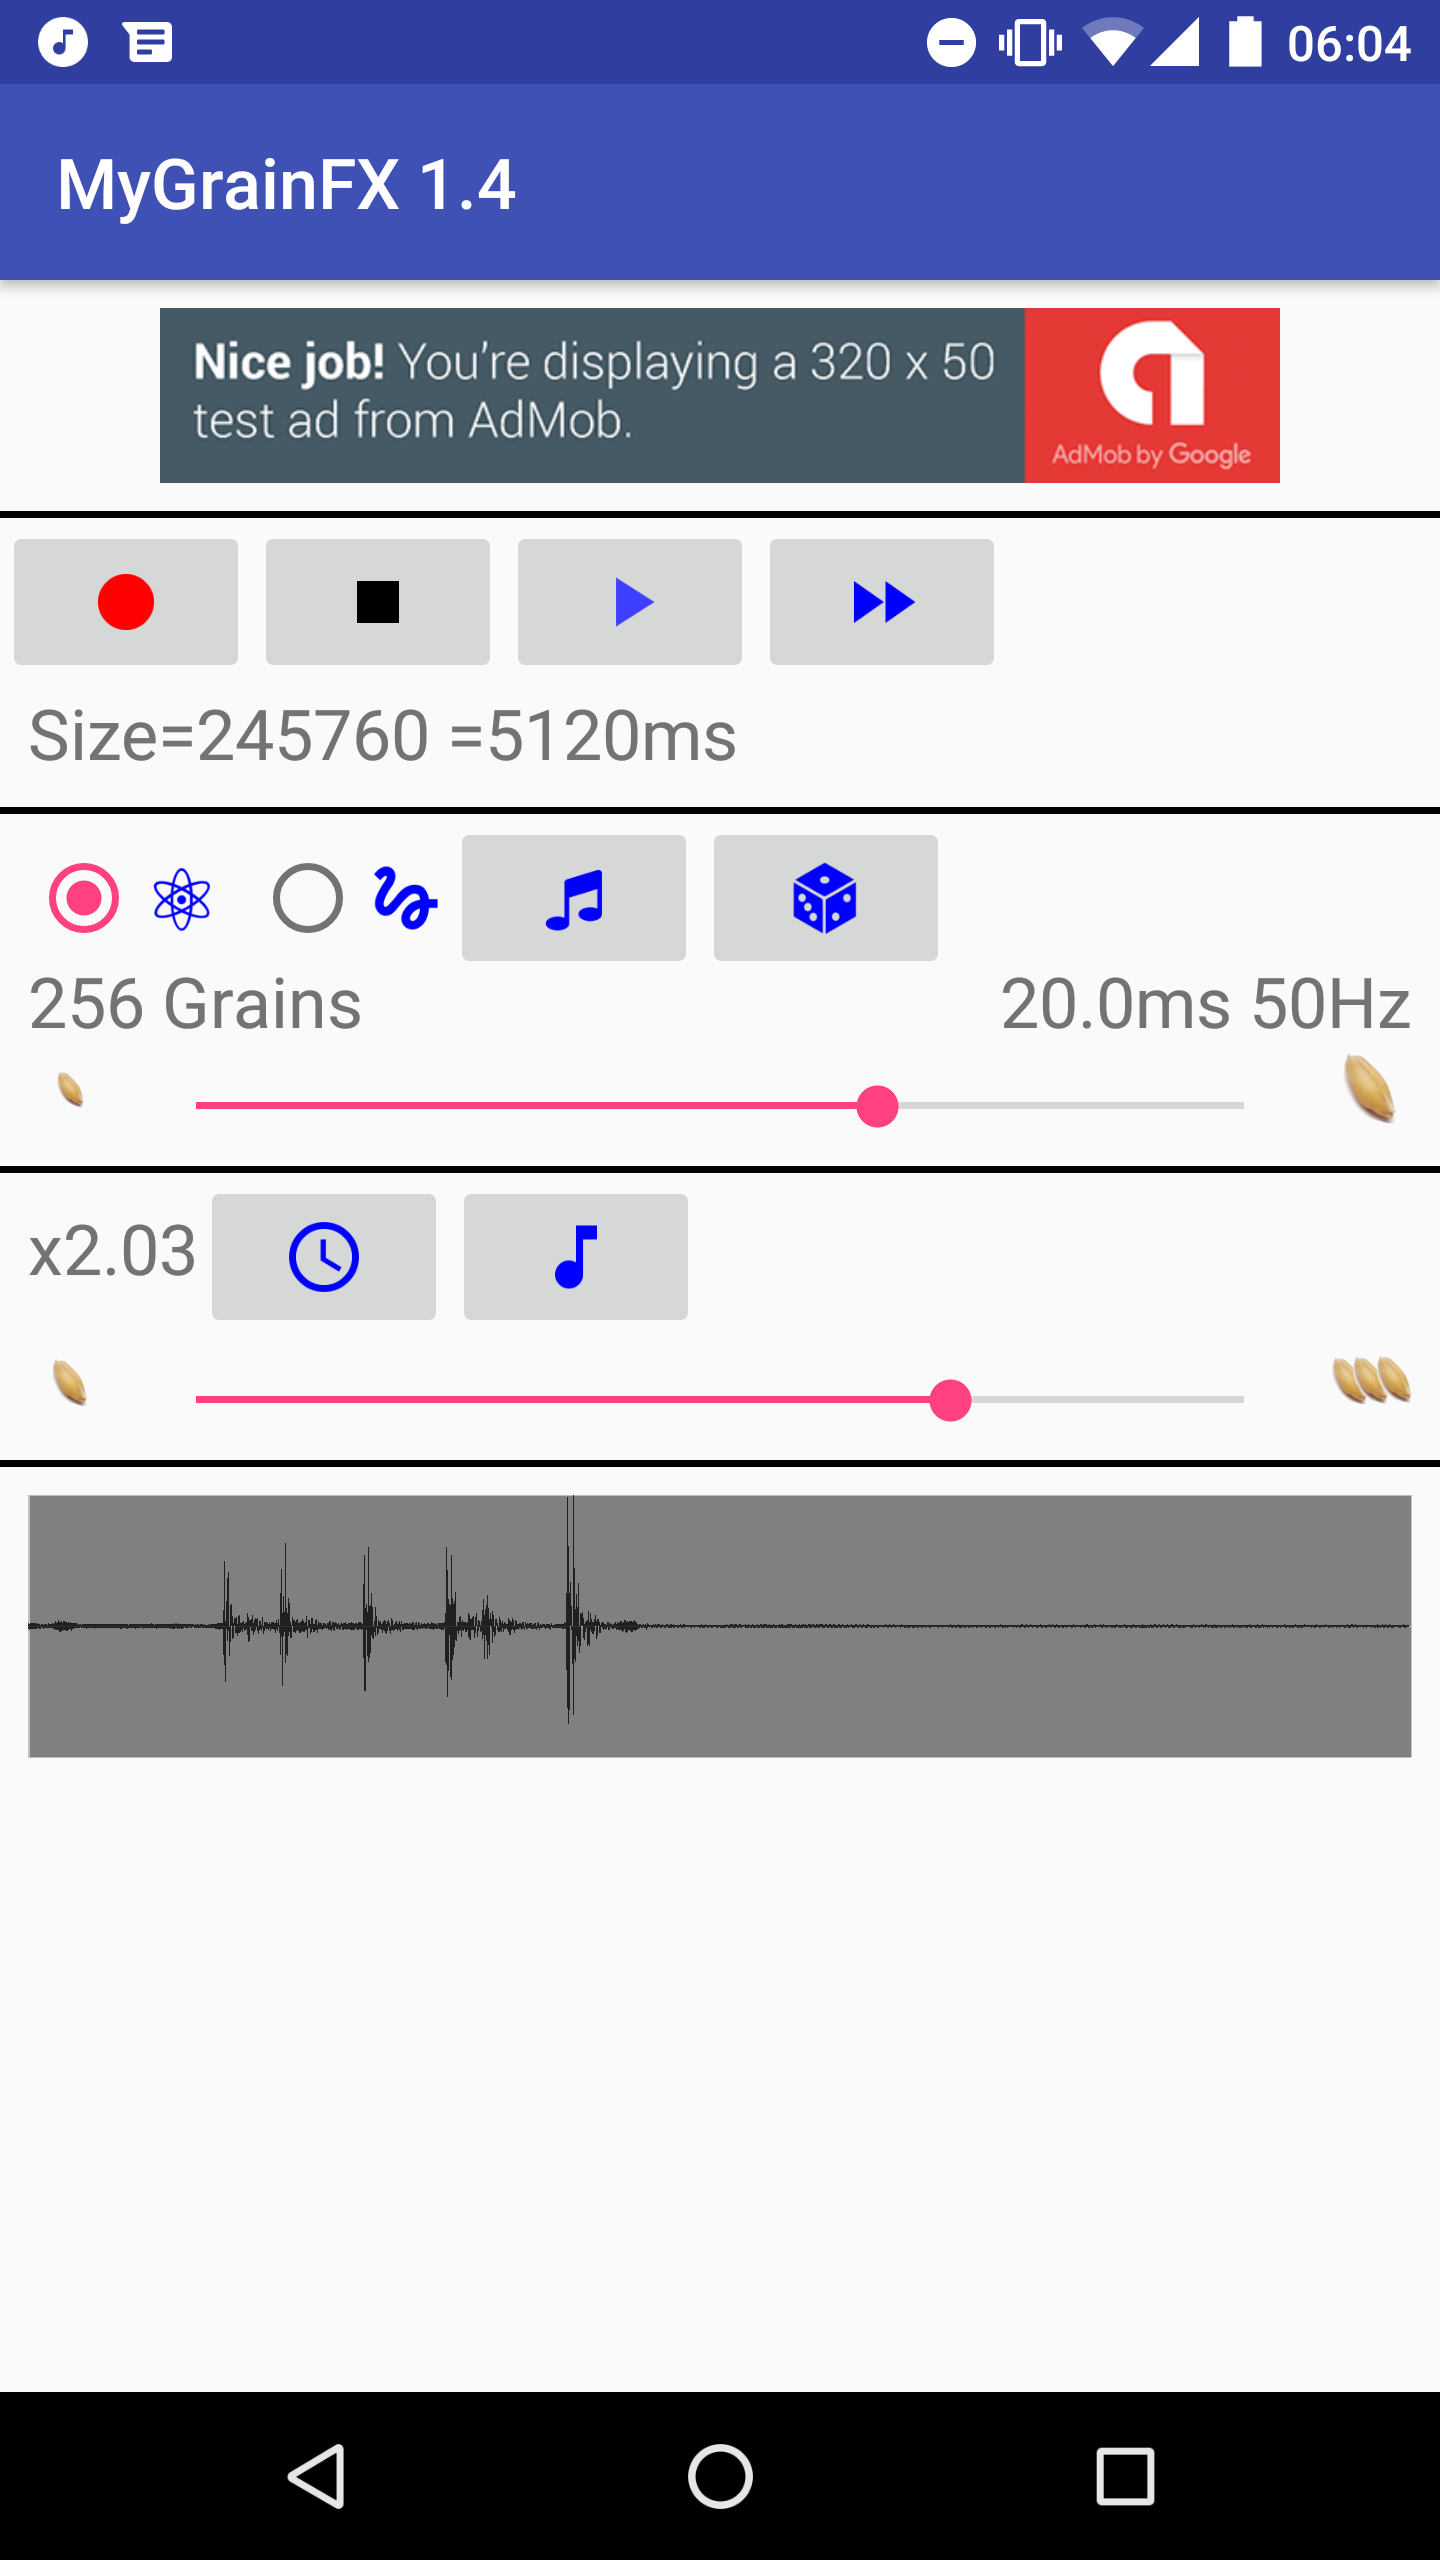 06:04
MyGrainFX 1.4
Nice job! You're displaying a 320 x 50
test ad from AdMob.
AdMob by Google
Size=245760 =5120ms
256 Grains
20.0ms 50Hz
x2.03